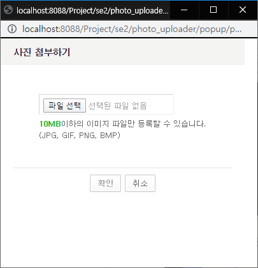 localhost:8088/Project/se2/photo_uploade...
localhost:8088/Project/se2/photo_uploader/popup/p...
사진 첨부하기
파일 선택 선택된 파일 없음
10MB이하의 이미지 파일만 등록할 수 있습니다.
(JPG, GIF, PNG, BMP)
확인 취소